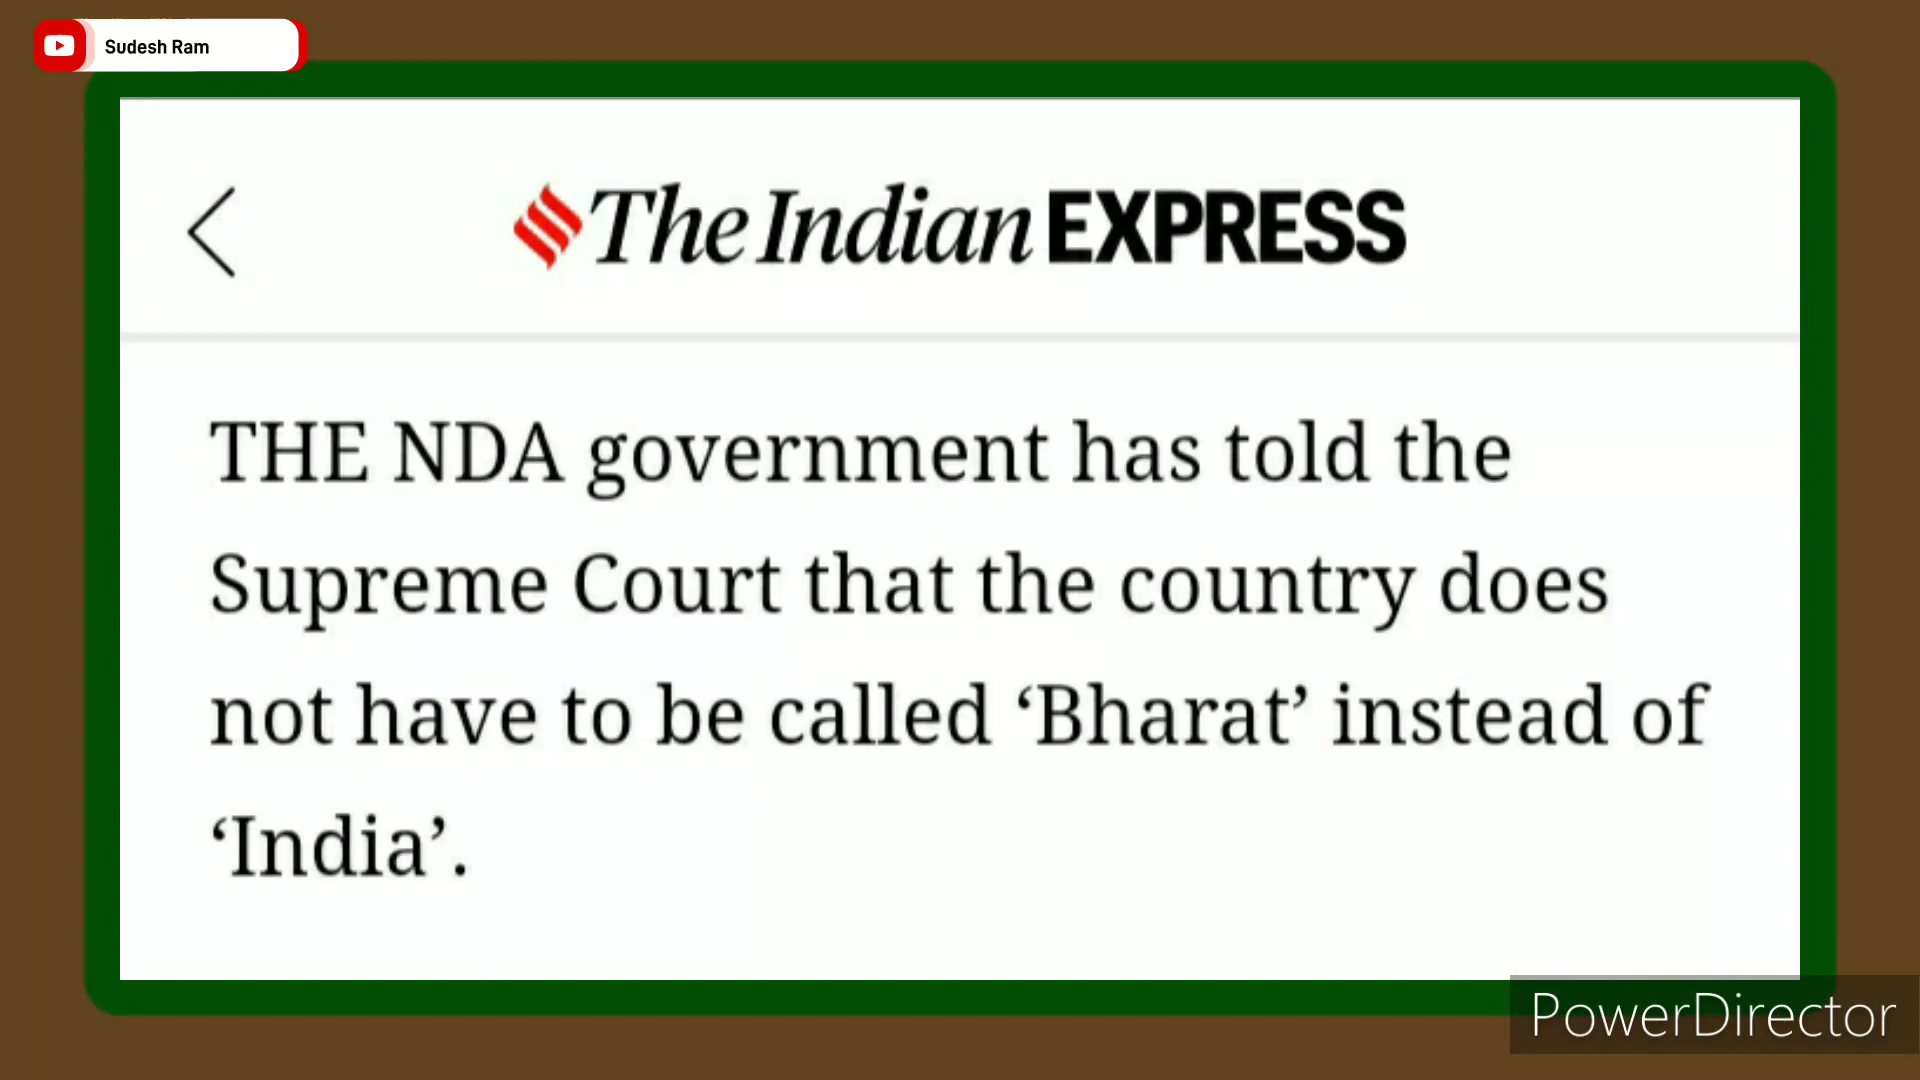 Sudesh Ram
The Indian EXPRESS
THE NDA government has told the
Supreme Court that the country does
not have to be called ‘Bharat’ instead of
‘India’.
PowerDirector